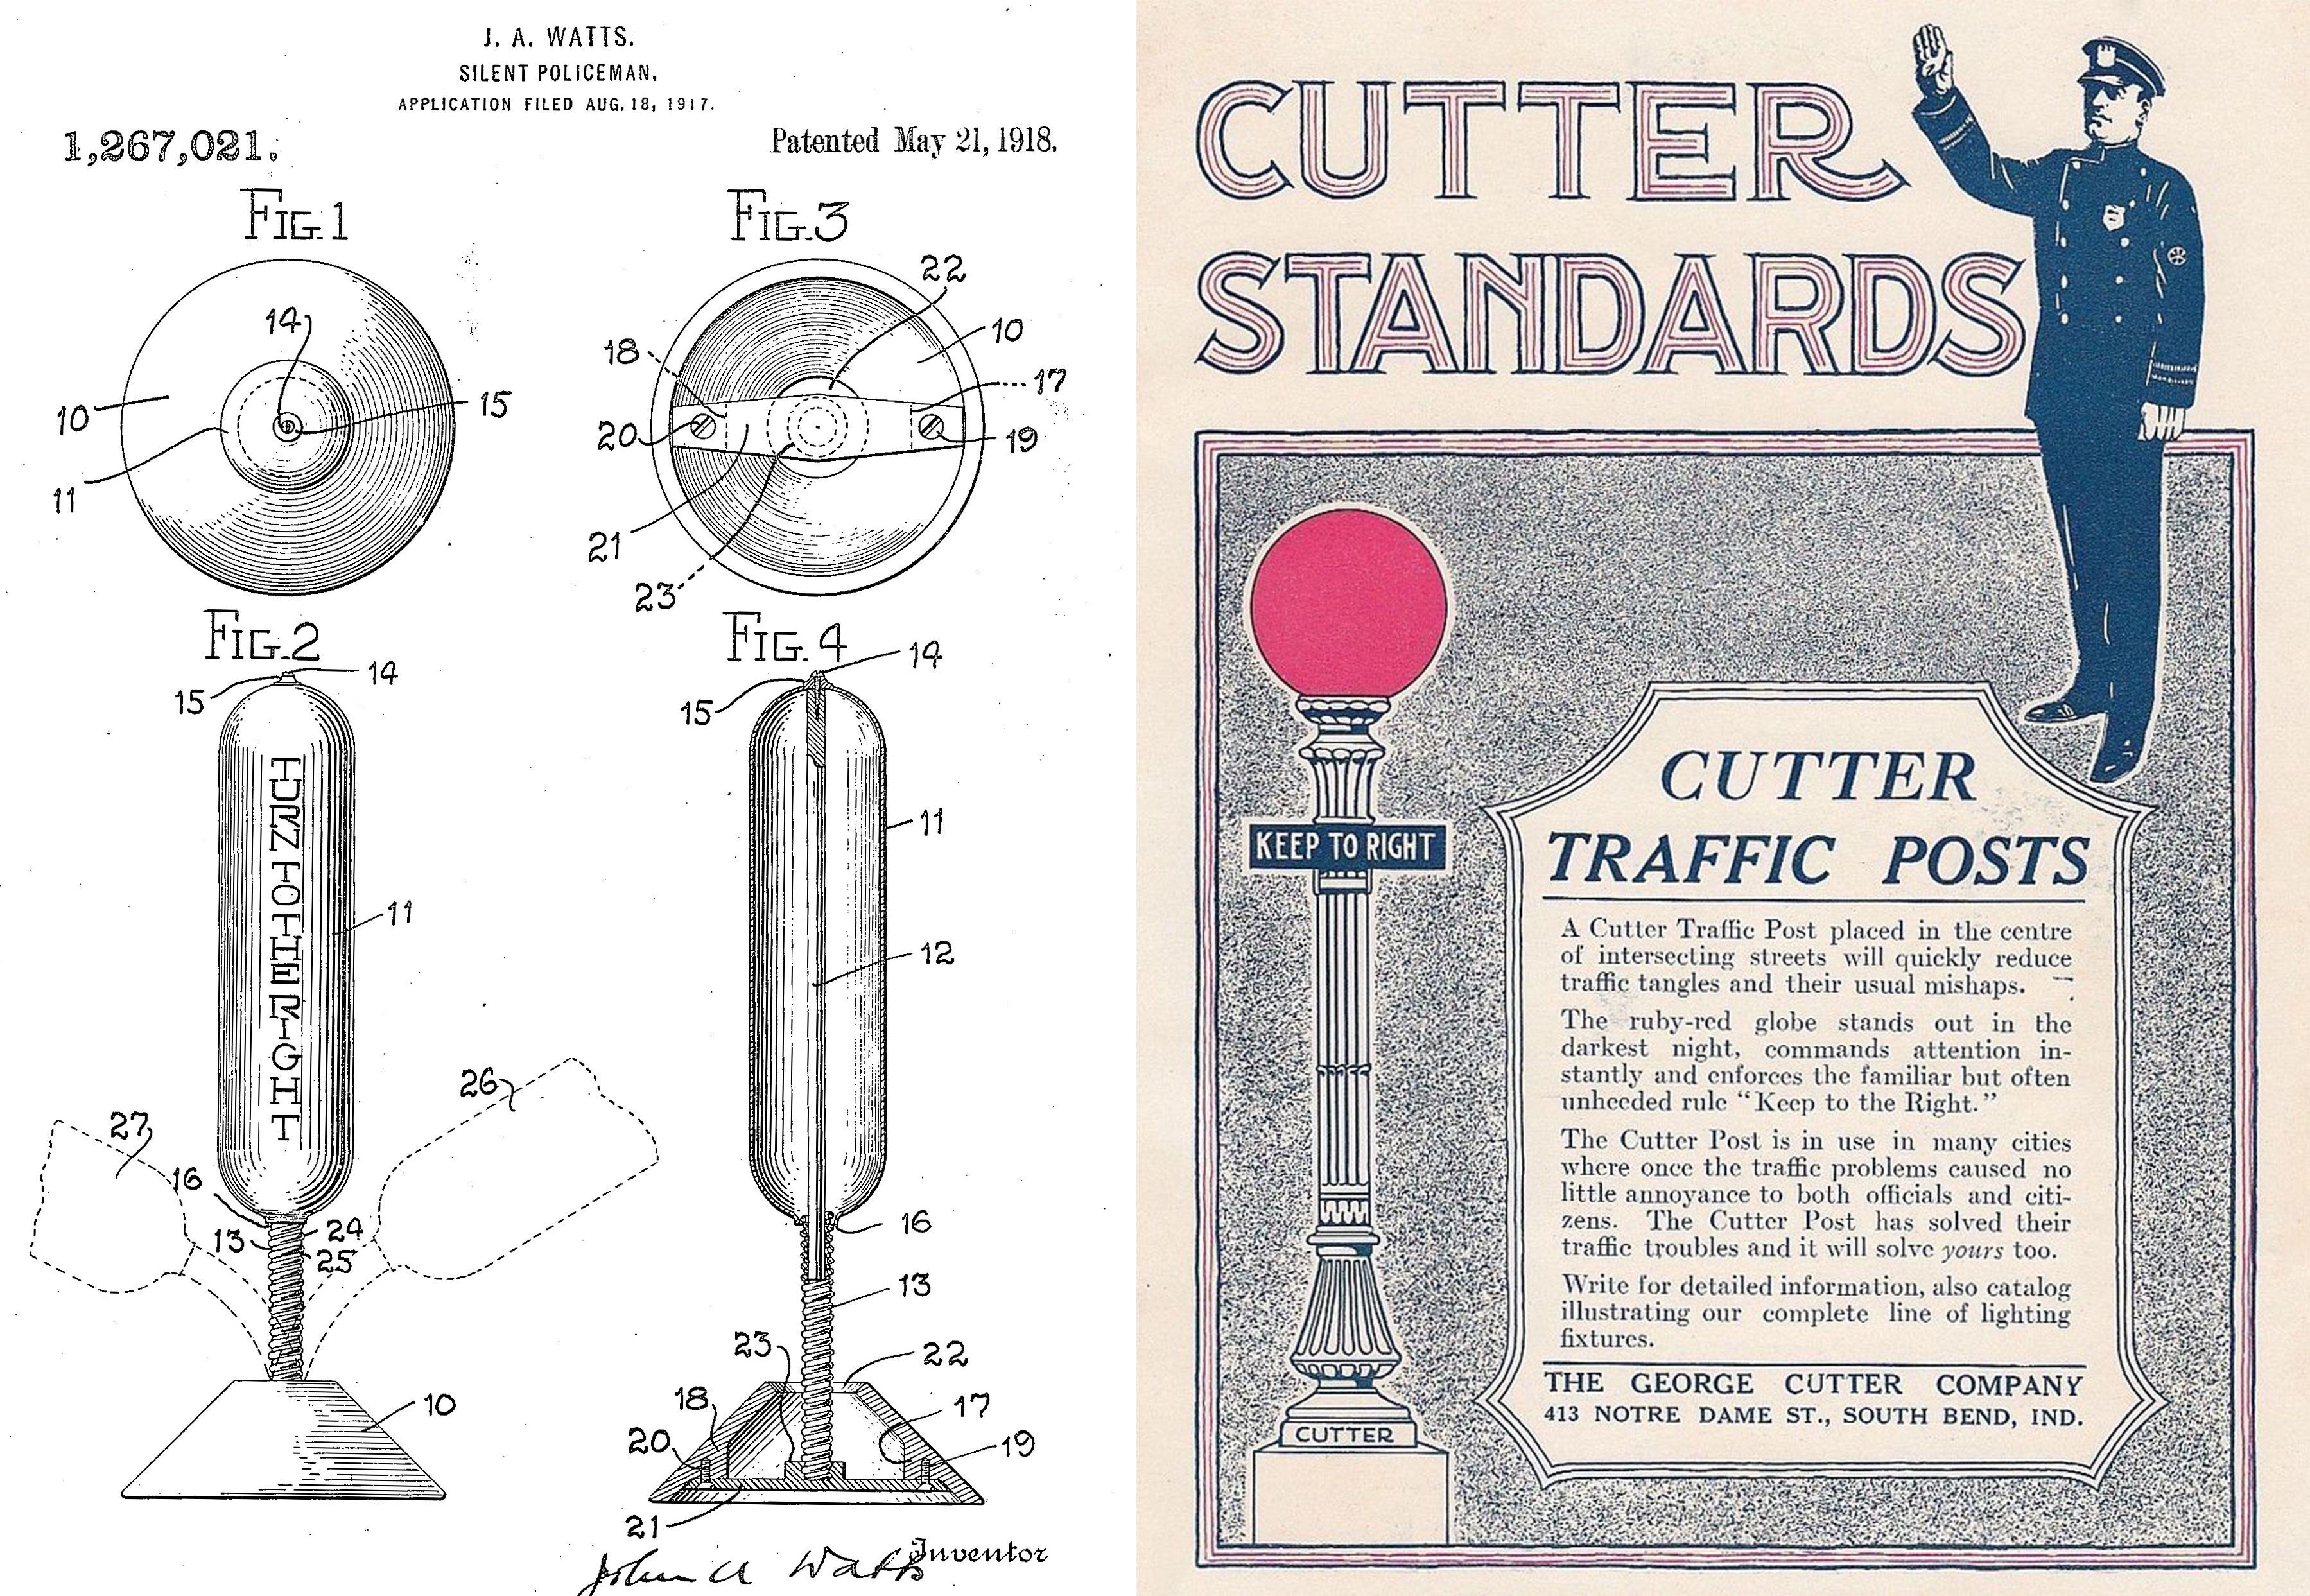 J. A. WATTS.
SILENT POLICEMAN.
APPLICATION FILED AUG. 18, 1917.
1,267,021.
Patented May 21, 1918.
FIG. 1
14
10
15
11
FIG. 3
22
10
18
17
20
19
21
23
FIG. 2
14
15
TURN TO THE RIGHT
11
27
26
16
13
24
25
10
FIG. 4
14
15
11
12
16
13
23
22
18
17
20
19
21
Inventor
John A Watts
CUTTER
STANDARDS
KEEP TO RIGHT
CUTTER
CUTTER
TRAFFIC POSTS
A Cutter Traffic Post placed in the centre
of intersecting streets will quickly reduce
traffic tangles and their usual mishaps.
The ruby-red globe stands out in the
darkest night, commands attention in-
stantly and enforces the familiar but often
unheeded rule "Keep to the Right."
The Cutter Post is in use in many cities
where once the traffic problems caused no
little annoyance to both officials and citi-
zens. The Cutter Post has solved their
traffic troubles and it will solve yours too.
Write for detailed information, also catalog
illustrating our complete line of lighting
fixtures.
THE GEORGE CUTTER COMPANY
413 NOTRE DAME ST., SOUTH BEND, IND.